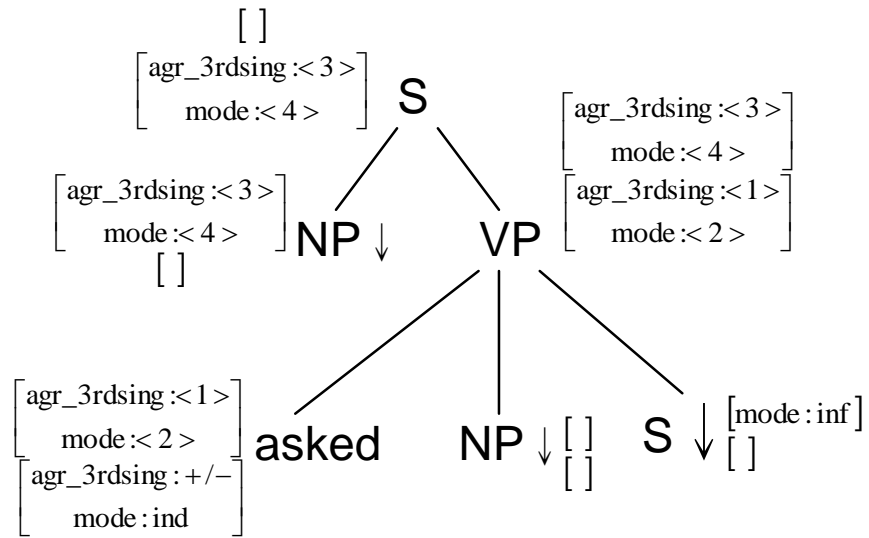 [ ]
[agr_3rdsing :< 3 >
mode :< 4 >]
S
[agr_3rdsing :< 3 >
mode :< 4 >]
[agr_3rdsing :< 1 >
mode :< 2 >]
[agr_3rdsing :< 3 >
mode :< 4 >]
[ ]
NP ↓
VP
[agr_3rdsing :< 1 >
mode :< 2 >]
[agr_3rdsing : +/−
mode : ind]
asked
NP ↓ [ ]
[ ]
S ↓ [mode : inf ]
[ ]